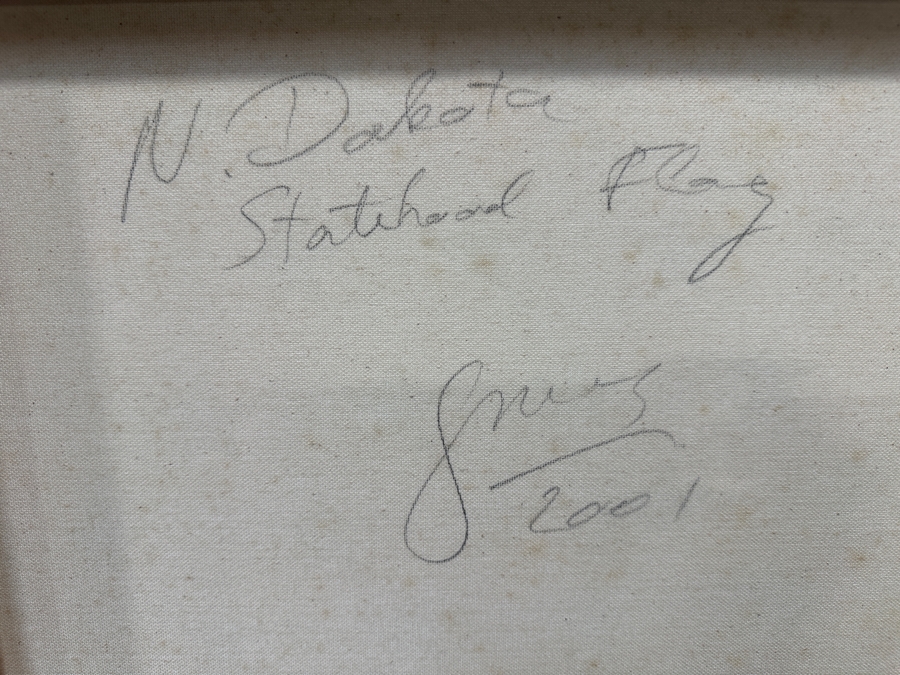 N. Dakota
Statehood Flag
2001